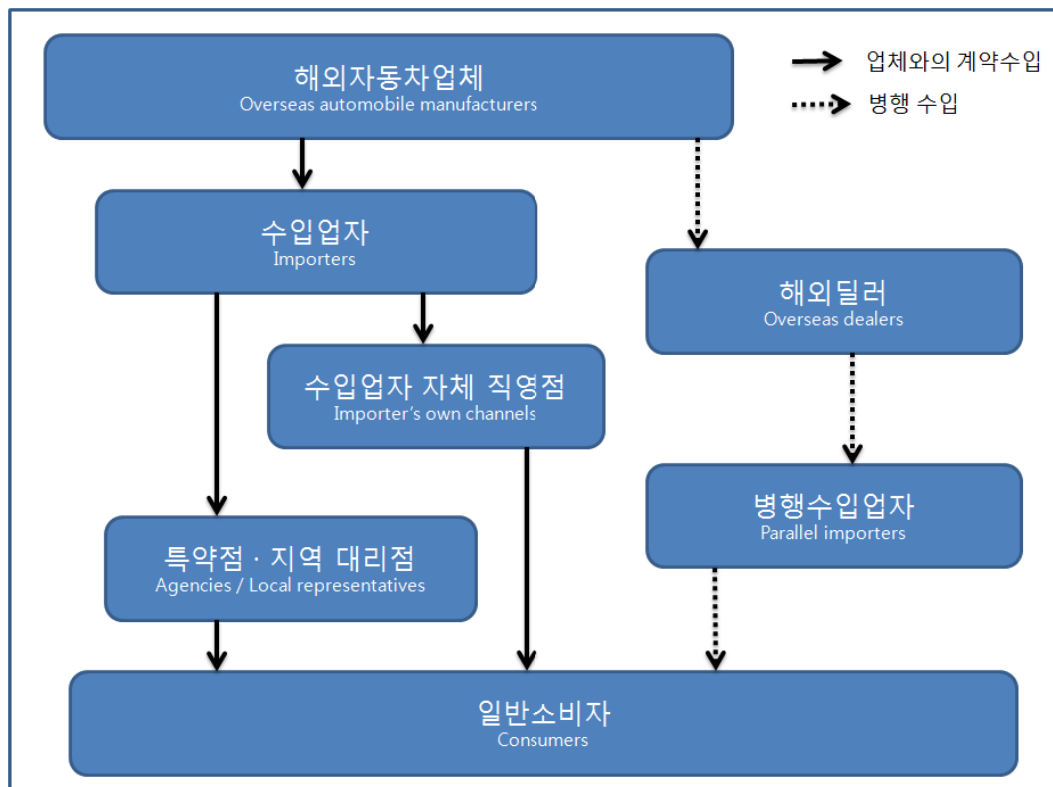 해외자동차업체
Overseas automobile manufacturers
업체와의 계약수입
병행 수입
수입업자
Importers
해외딜러
Overseas dealers
수입업자 자체 직영점
Importer's own channels
병행수입업자
Parallel importers
특약점 · 지역 대리점
Agencies / Local representatives
일반소비자
Consumers